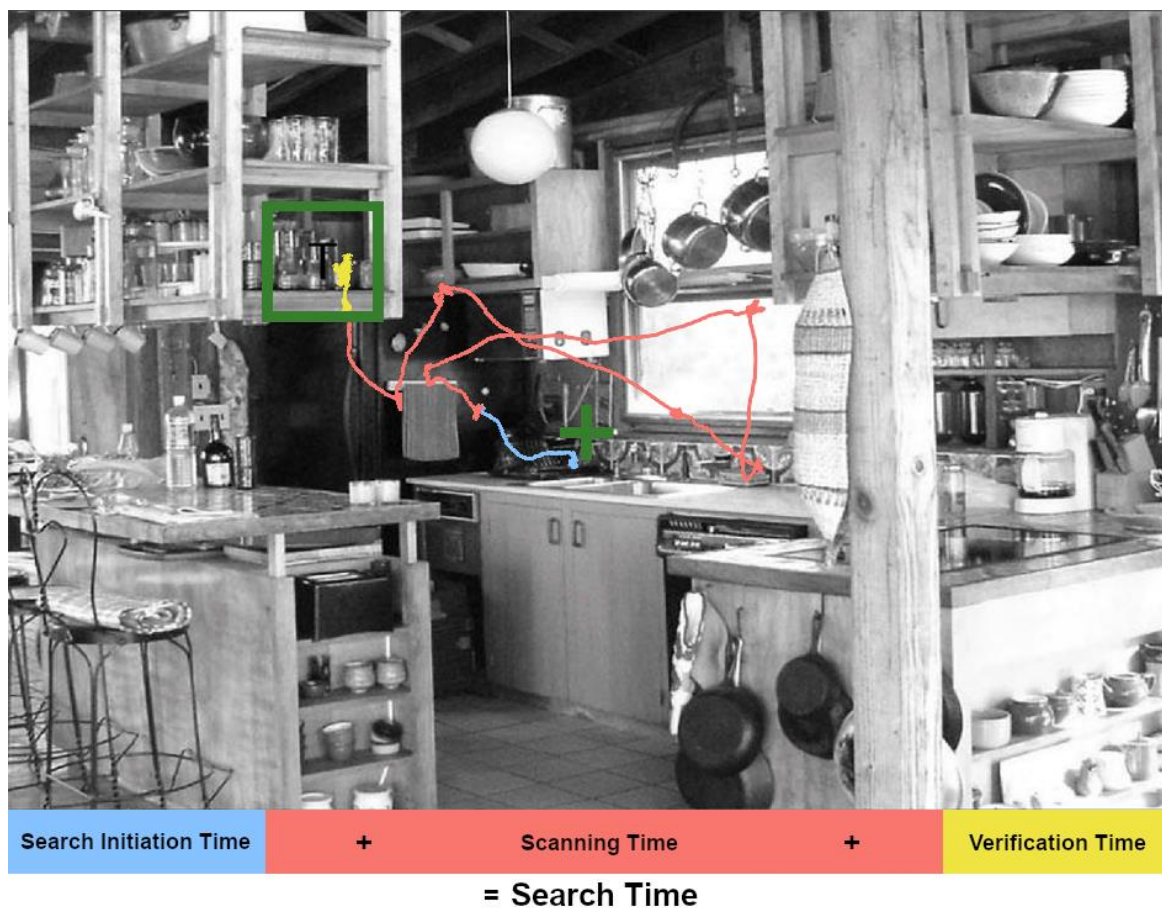 T
Search Initiation Time + Scanning Time + Verification Time
= Search Time